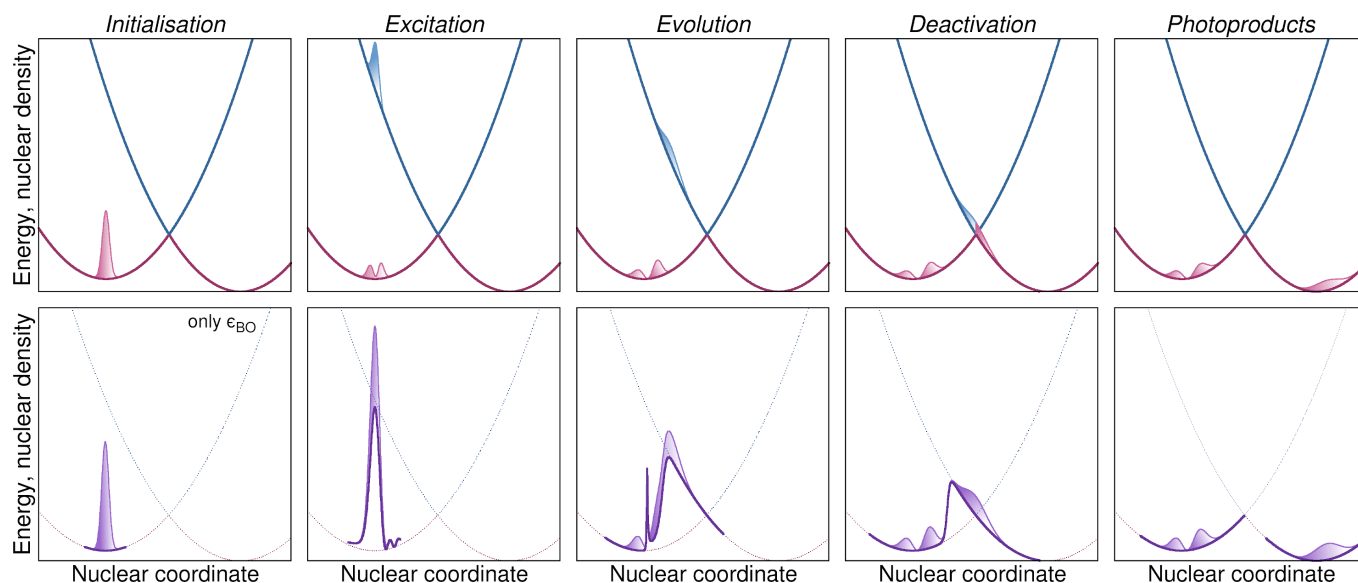 Initialisation
Excitation
Evolution
Deactivation
Photoproducts
Energy, nuclear density
Energy, nuclear density
only ϵBO
Nuclear coordinate
Nuclear coordinate
Nuclear coordinate
Nuclear coordinate
Nuclear coordinate